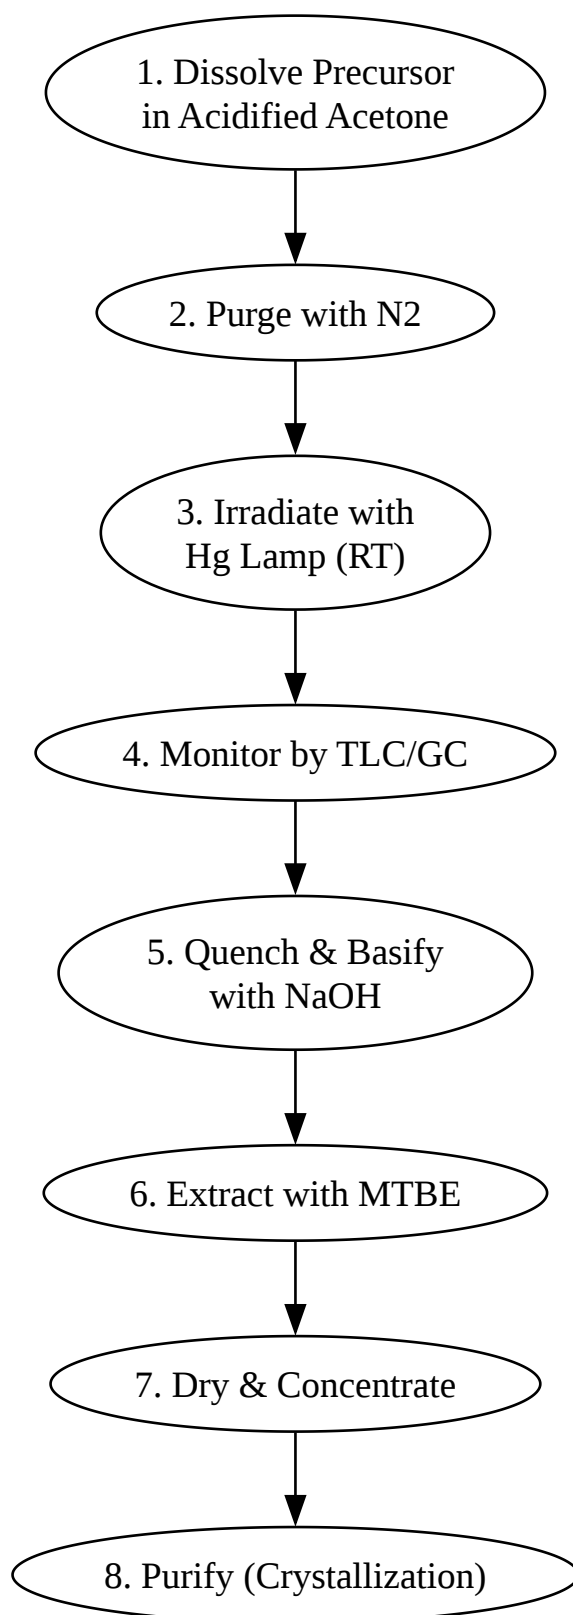 1. Dissolve Precursor
in Acidified Acetone
2. Purge with N2
3. Irradiate with
Hg Lamp (RT)
4. Monitor by TLC/GC
5. Quench & Basify
with NaOH
6. Extract with MTBE
7. Dry & Concentrate
8. Purify (Crystallization)